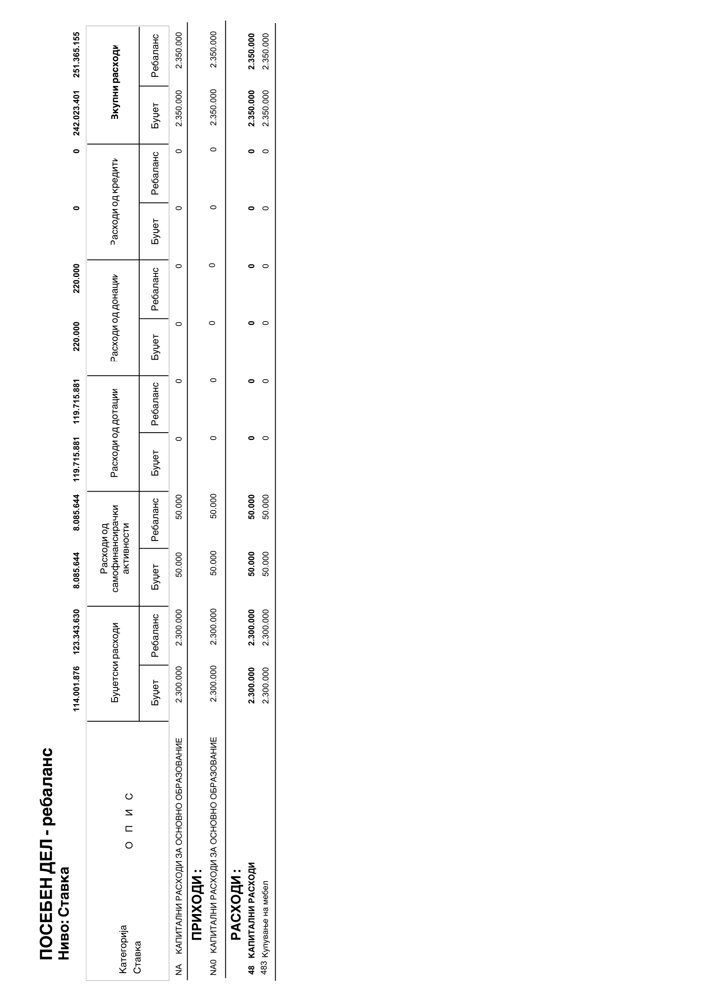 ПОСЕБЕН ДЕЛ - ребаланс
Ниво: Ставка
114.001.876 123.343.630 8.085.644 8.085.644 119.715.881 119.715.881 220.000 220.000 0 0 242.023.401 251.365.155
Категорија
Ставка
О П И С
Буџетски расходи
Расходи од
самофинансирачки
активности
Расходи од дотации
Расходи од донации
Расходи од кредити
Вкупни расходи
Буџет Ребаланс Буџет Ребаланс Буџет Ребаланс Буџет Ребаланс Буџет Ребаланс Буџет Ребаланс
NA КАПИТАЛНИ РАСХОДИ ЗА ОСНОВНО ОБРАЗОВАНИЕ 2.300.000 2.300.000 50.000 50.000 0 0 0 0 0 0 2.350.000 2.350.000
ПРИХОДИ :
NA0 КАПИТАЛНИ РАСХОДИ ЗА ОСНОВНО ОБРАЗОВАНИЕ 2.300.000 2.300.000 50.000 50.000 0 0 0 0 0 0 2.350.000 2.350.000
РАСХОДИ :
48 КАПИТАЛНИ РАСХОДИ 2.300.000 2.300.000 50.000 50.000 0 0 0 0 0 0 2.350.000 2.350.000
483 Купување на мебел 2.300.000 2.300.000 50.000 50.000 0 0 0 0 0 0 2.350.000 2.350.000